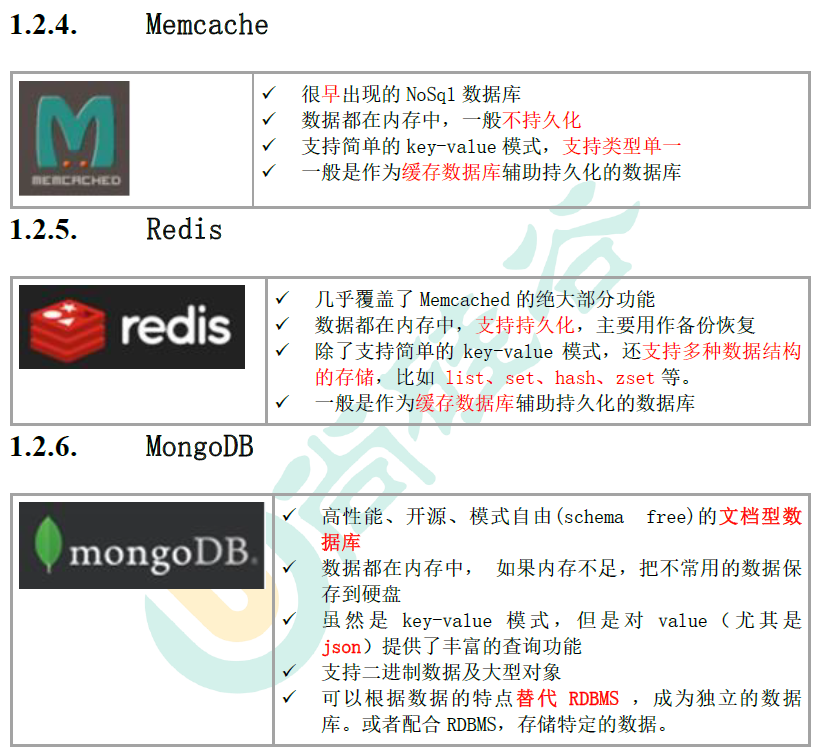 1.2.4. Memcache
MEMCACHED
✓ 很早出现的 NoSql 数据库
✓ 数据都在内存中，一般不持久化
✓ 支持简单的 key-value 模式，支持类型单一
✓ 一般是作为缓存数据库辅助持久化的数据库
1.2.5. Redis
redis
✓ 几乎覆盖了 Memcached 的绝大部分功能
✓ 数据都在内存中，支持持久化，主要用作备份恢复
✓ 除了支持简单的 key-value 模式，还支持多种数据结构
的存储，比如 list、set、hash、zset 等。
✓ 一般是作为缓存数据库辅助持久化的数据库
1.2.6. MongoDB
mongoDB®
✓ 高性能、开源、模式自由(schema free)的文档型数
据库
✓ 数据都在内存中， 如果内存不足，把不常用的数据保
存到硬盘
✓ 虽然是 key-value 模式，但是对 value（尤其是
json）提供了丰富的查询功能
✓ 支持二进制数据及大型对象
✓ 可以根据数据的特点替代 RDBMS ，成为独立的数据
库。或者配合 RDBMS，存储特定的数据。
尚硅谷